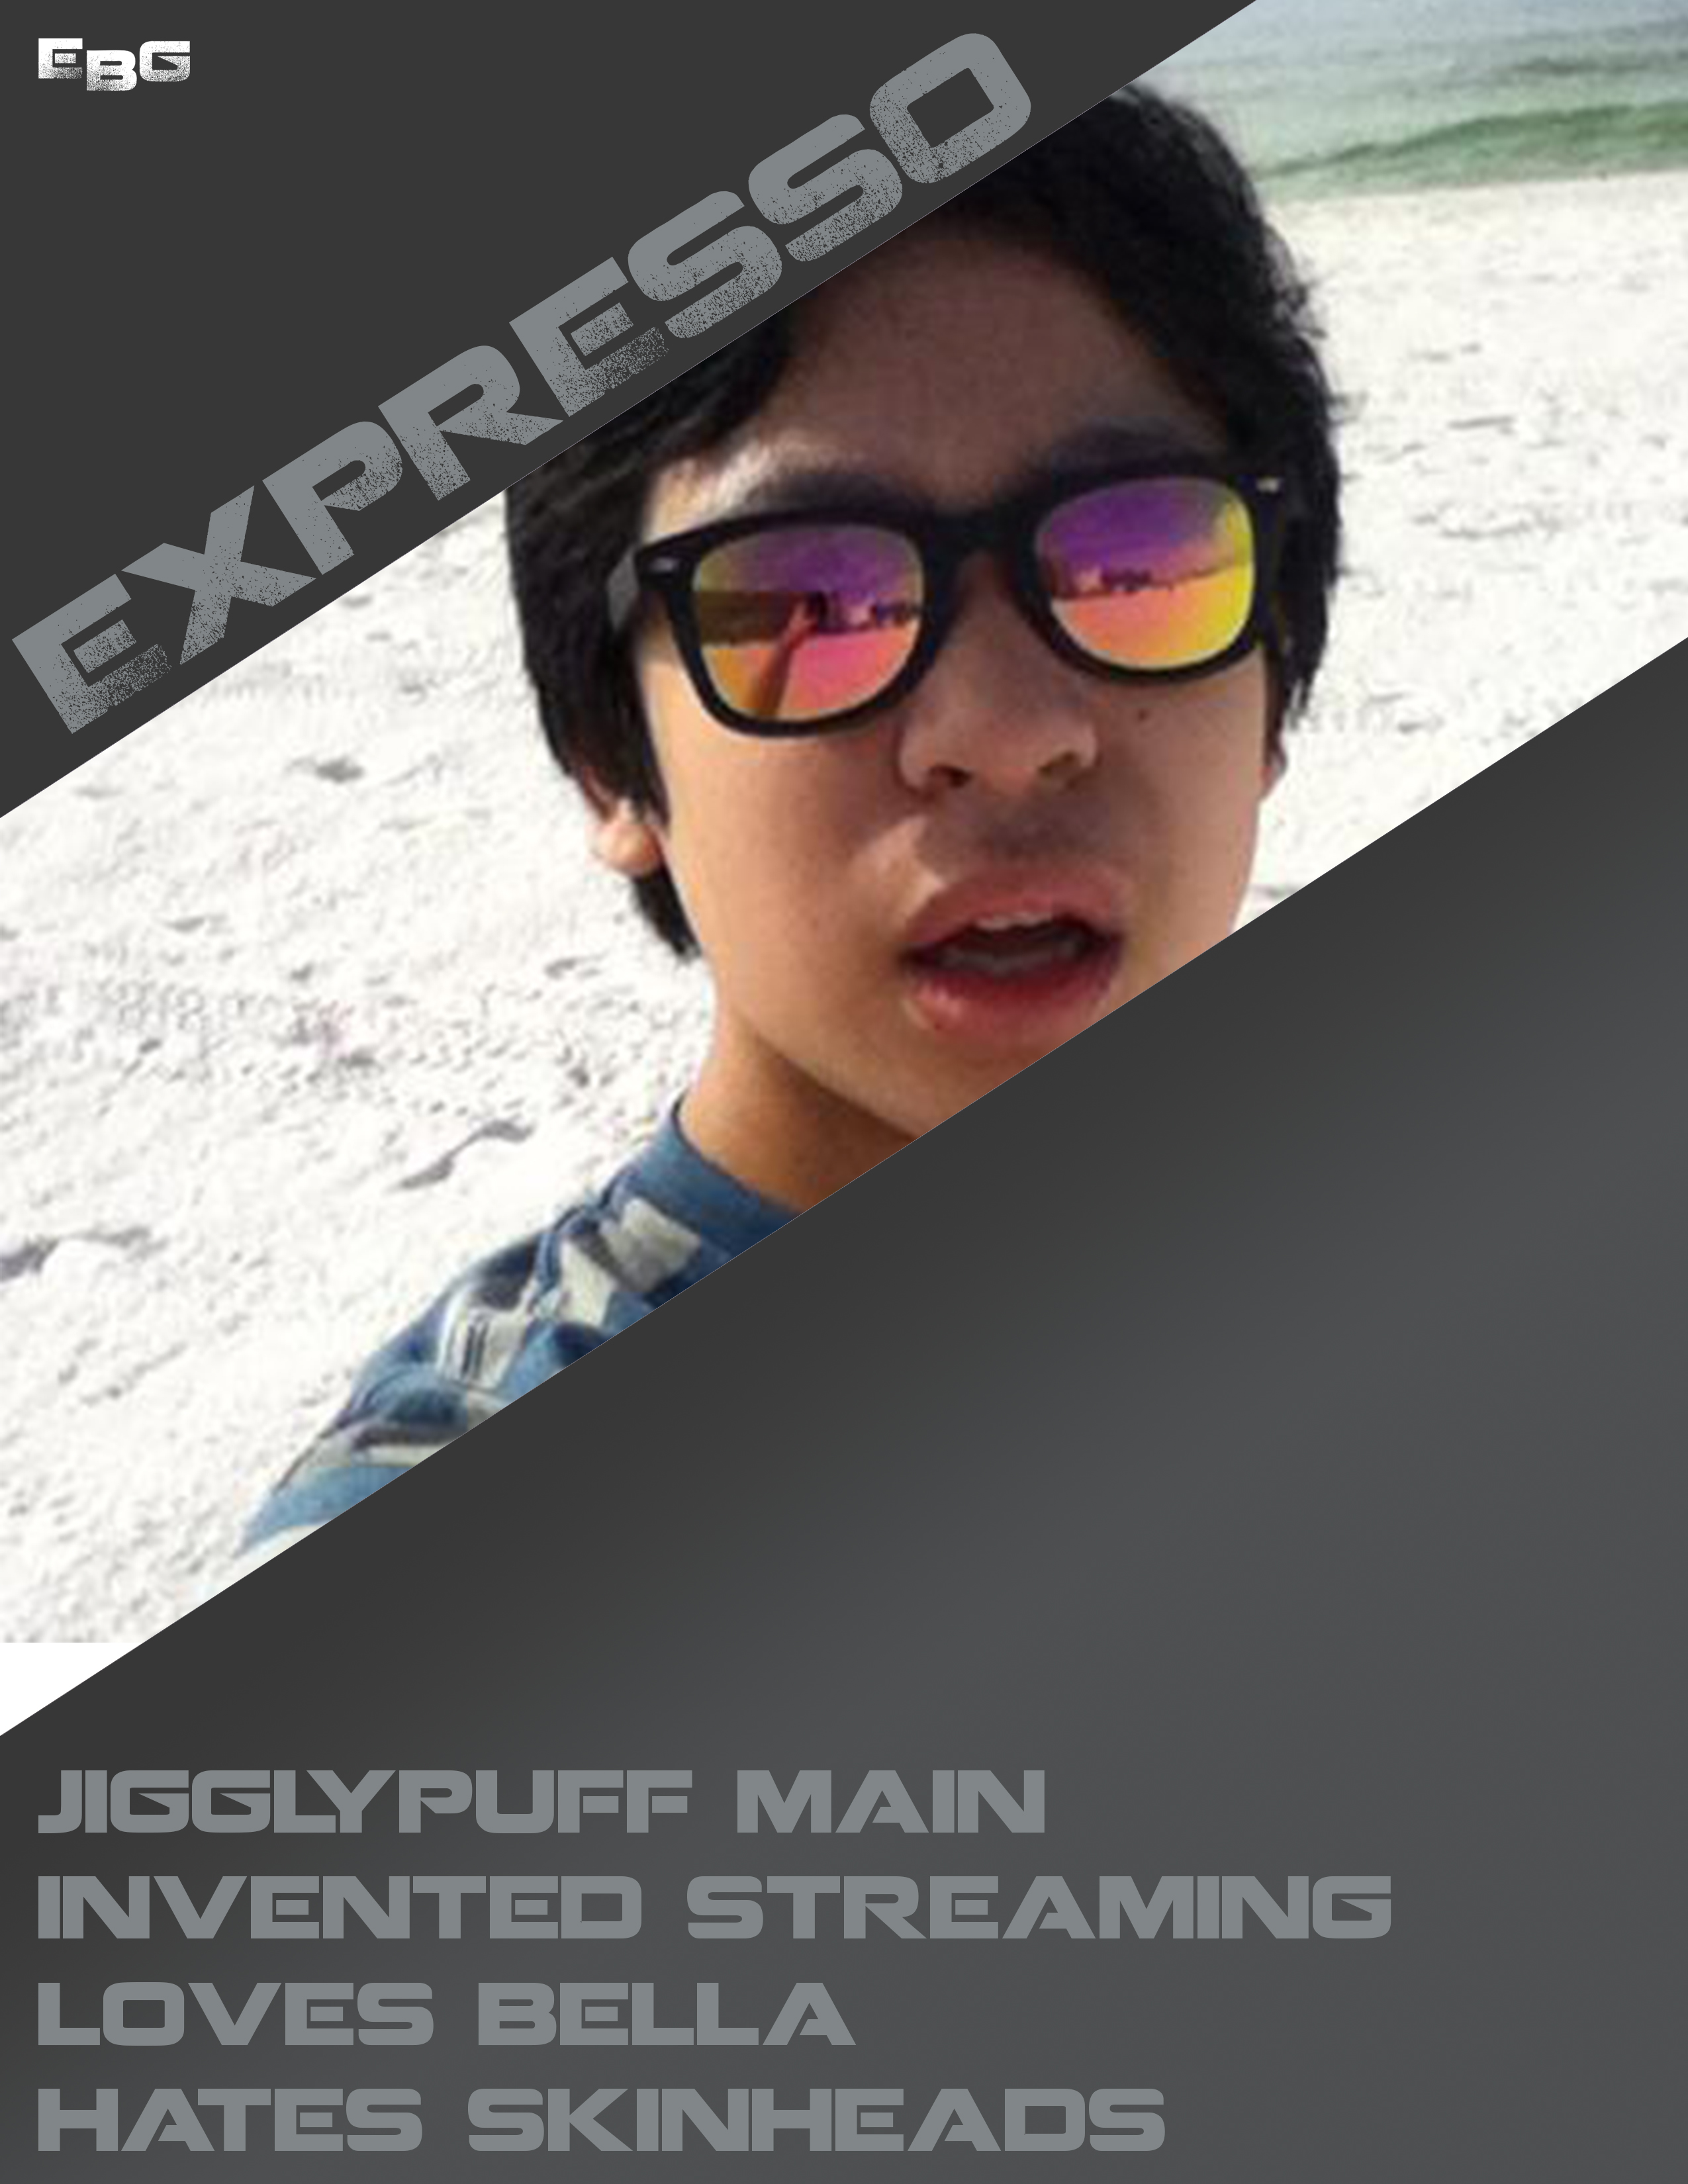 EBG
EXPRESSO
JIGGLYPUFF MAIN
INVENTED STREAMING
LOVES BELLA
HATES SKINHEADS